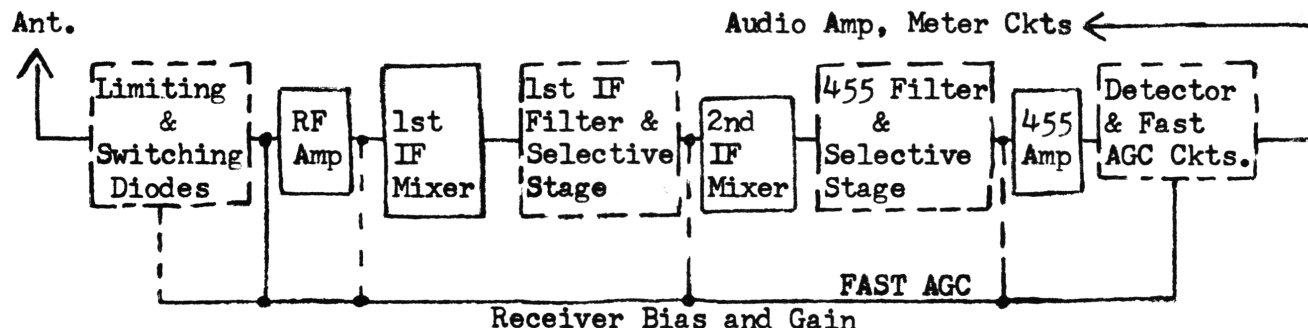 Ant.
Audio Amp, Meter Ckts
Limiting
&
Switching
Diodes
RF
Amp
1st
IF
Mixer
1st IF
Filter &
Selective
Stage
2nd
IF
Mixer
455 Filter
&
Selective
Stage
455
Amp
Detector
& Fast
AGC Ckts.
FAST AGC
Receiver Bias and Gain